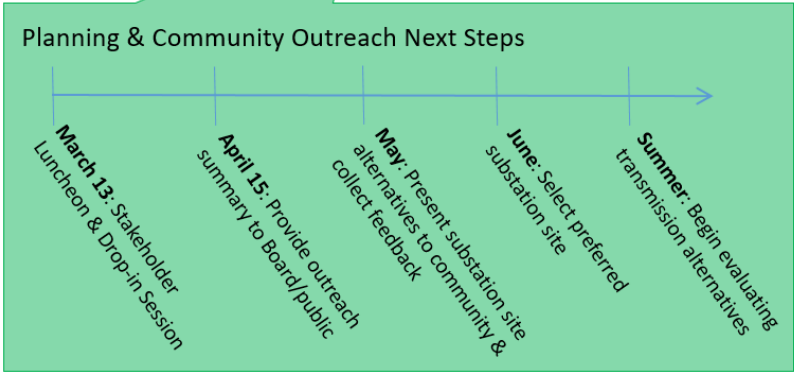 Planning & Community Outreach Next Steps
March 13: Stakeholder
Luncheon & Drop-in Session
April 15: Provide outreach
summary to Board/public
May: Present substation site
alternatives to community &
collect feedback
June: Select preferred
substation site
Summer: Begin evaluating
transmission alternatives